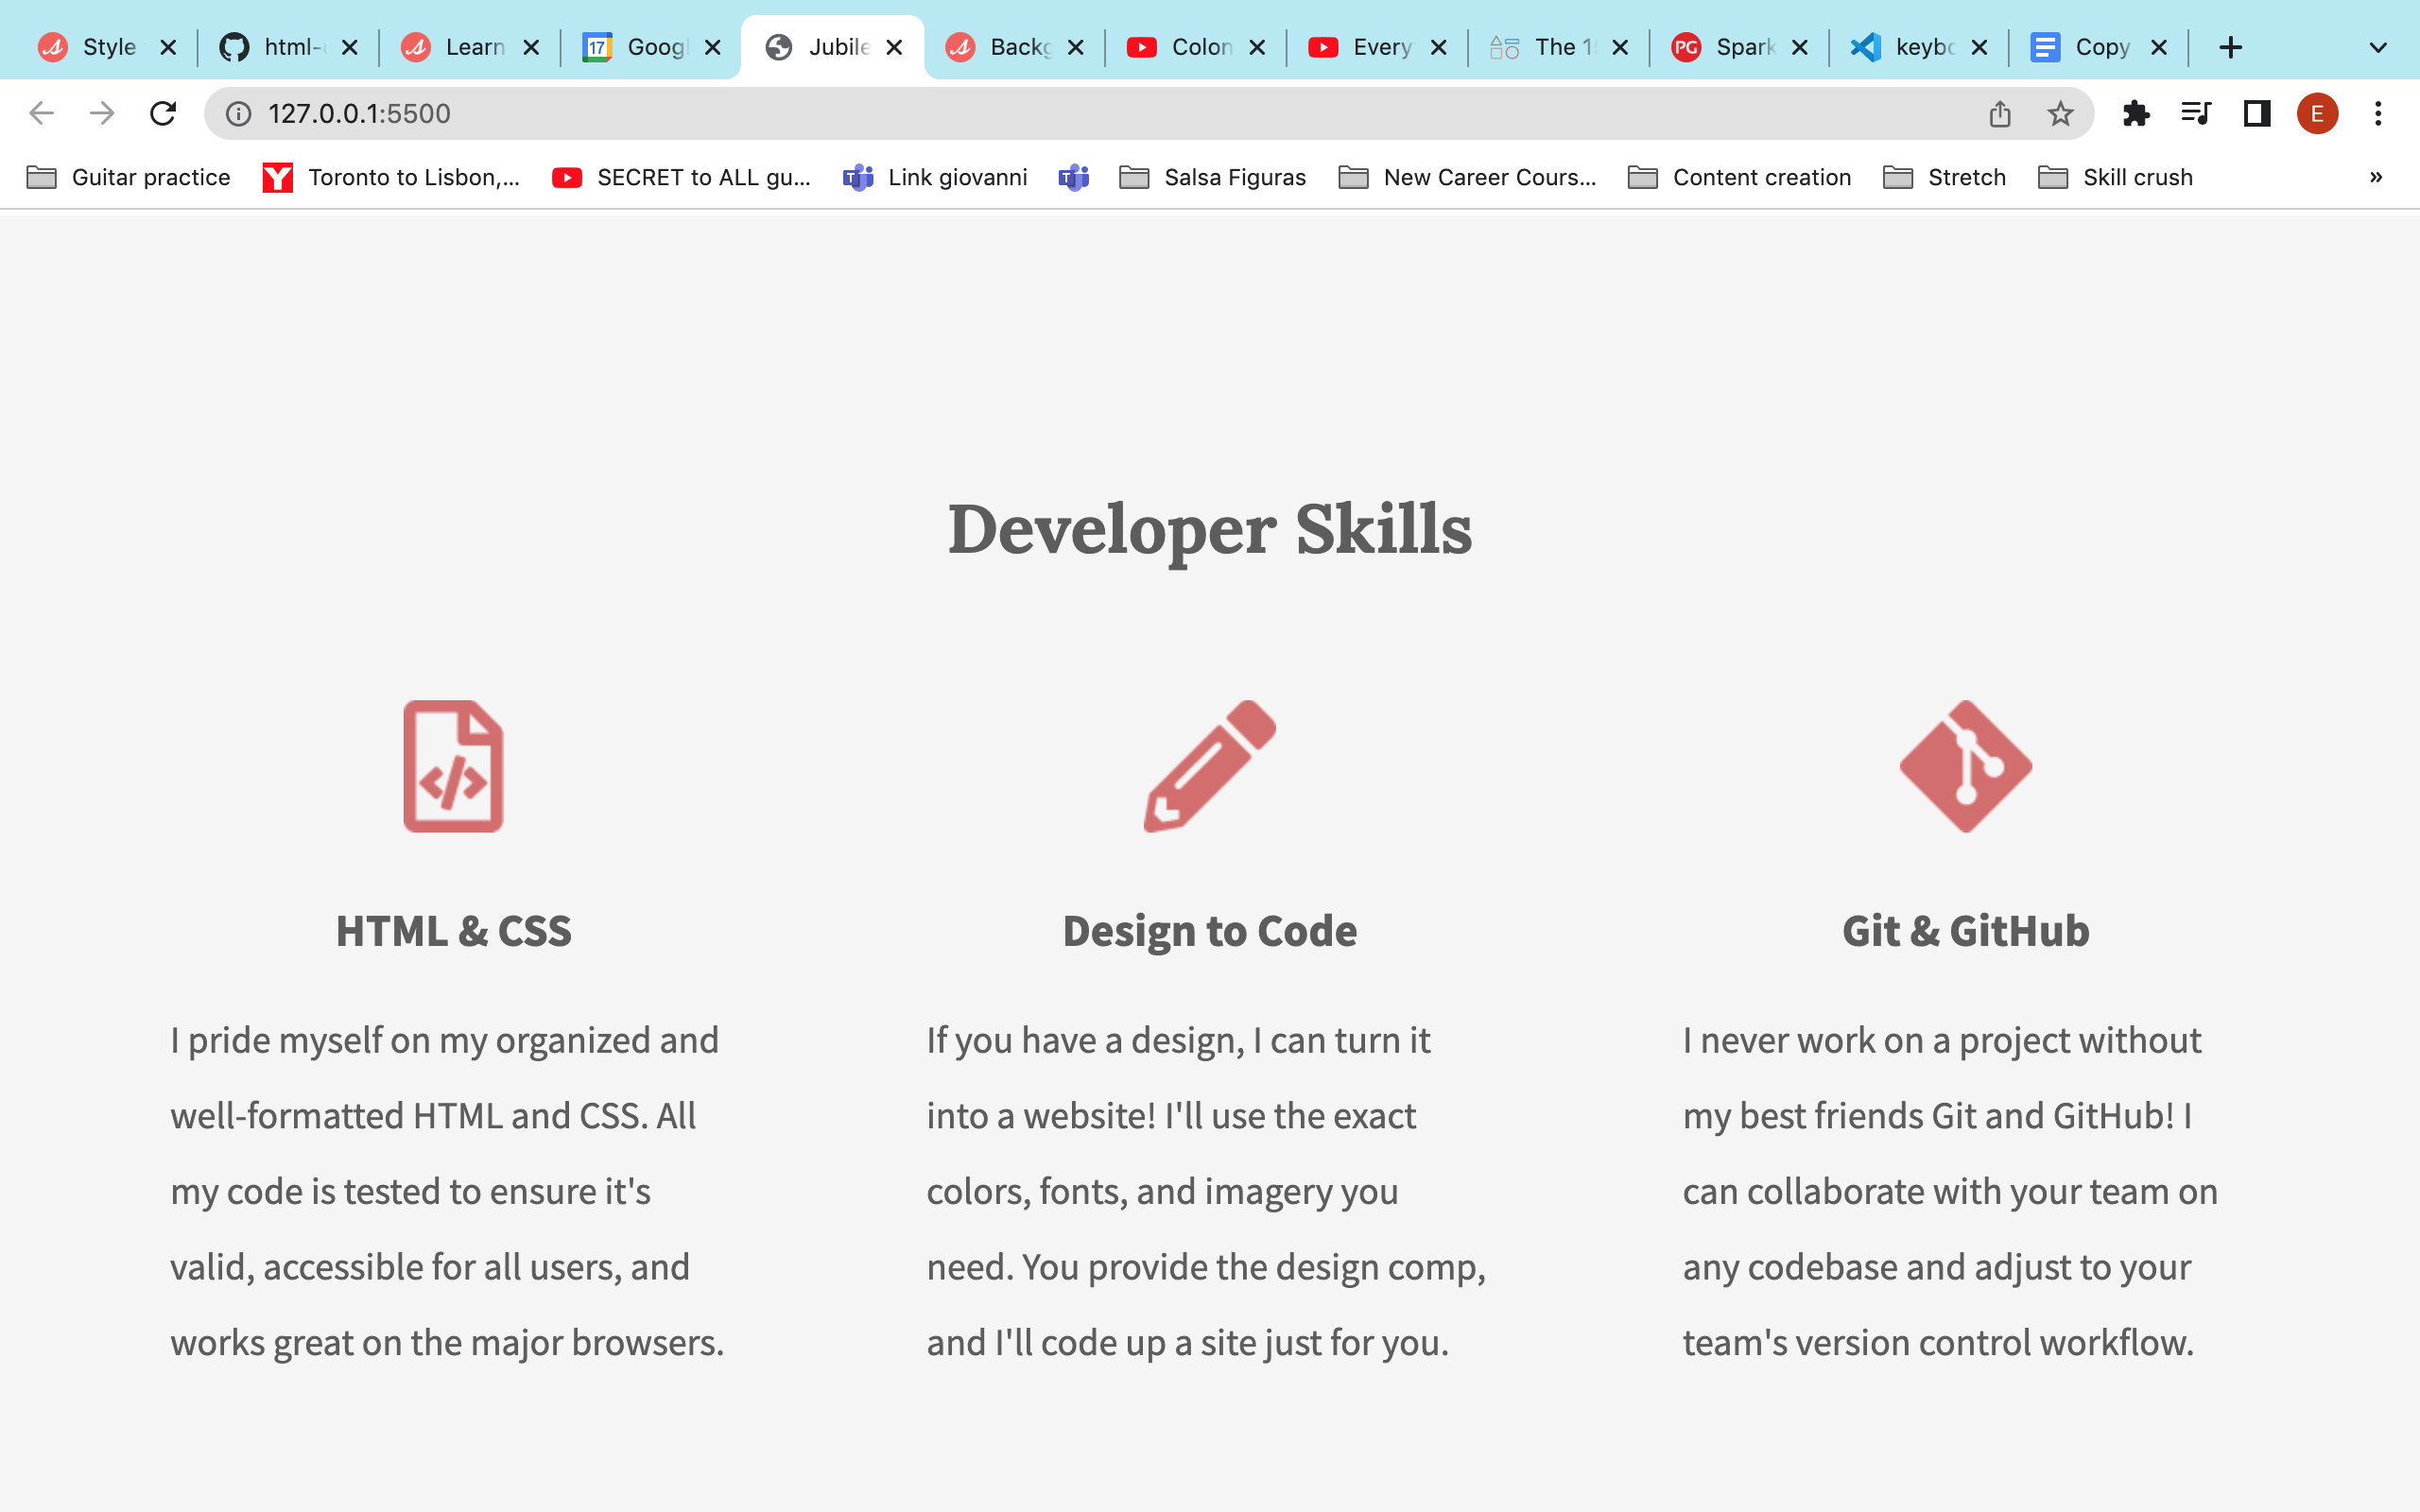 Style
html-
Learn
17
Googl
Jubile
Backg
Colon
Every
The 1
PG
Spark
keybo
Copy
127.0.0.1:5500
E
Guitar practice
Toronto to Lisbon,...
SECRET to ALL gu...
Link giovanni
Salsa Figuras
New Career Cours...
Content creation
Stretch
Skill crush
»
Developer Skills
HTML & CSS
I pride myself on my organized and
well-formatted HTML and CSS. All
my code is tested to ensure it's
valid, accessible for all users, and
works great on the major browsers.
Design to Code
If you have a design, I can turn it
into a website! I'll use the exact
colors, fonts, and imagery you
need. You provide the design comp,
and I'll code up a site just for you.
Git & GitHub
I never work on a project without
my best friends Git and GitHub! I
can collaborate with your team on
any codebase and adjust to your
team's version control workflow.